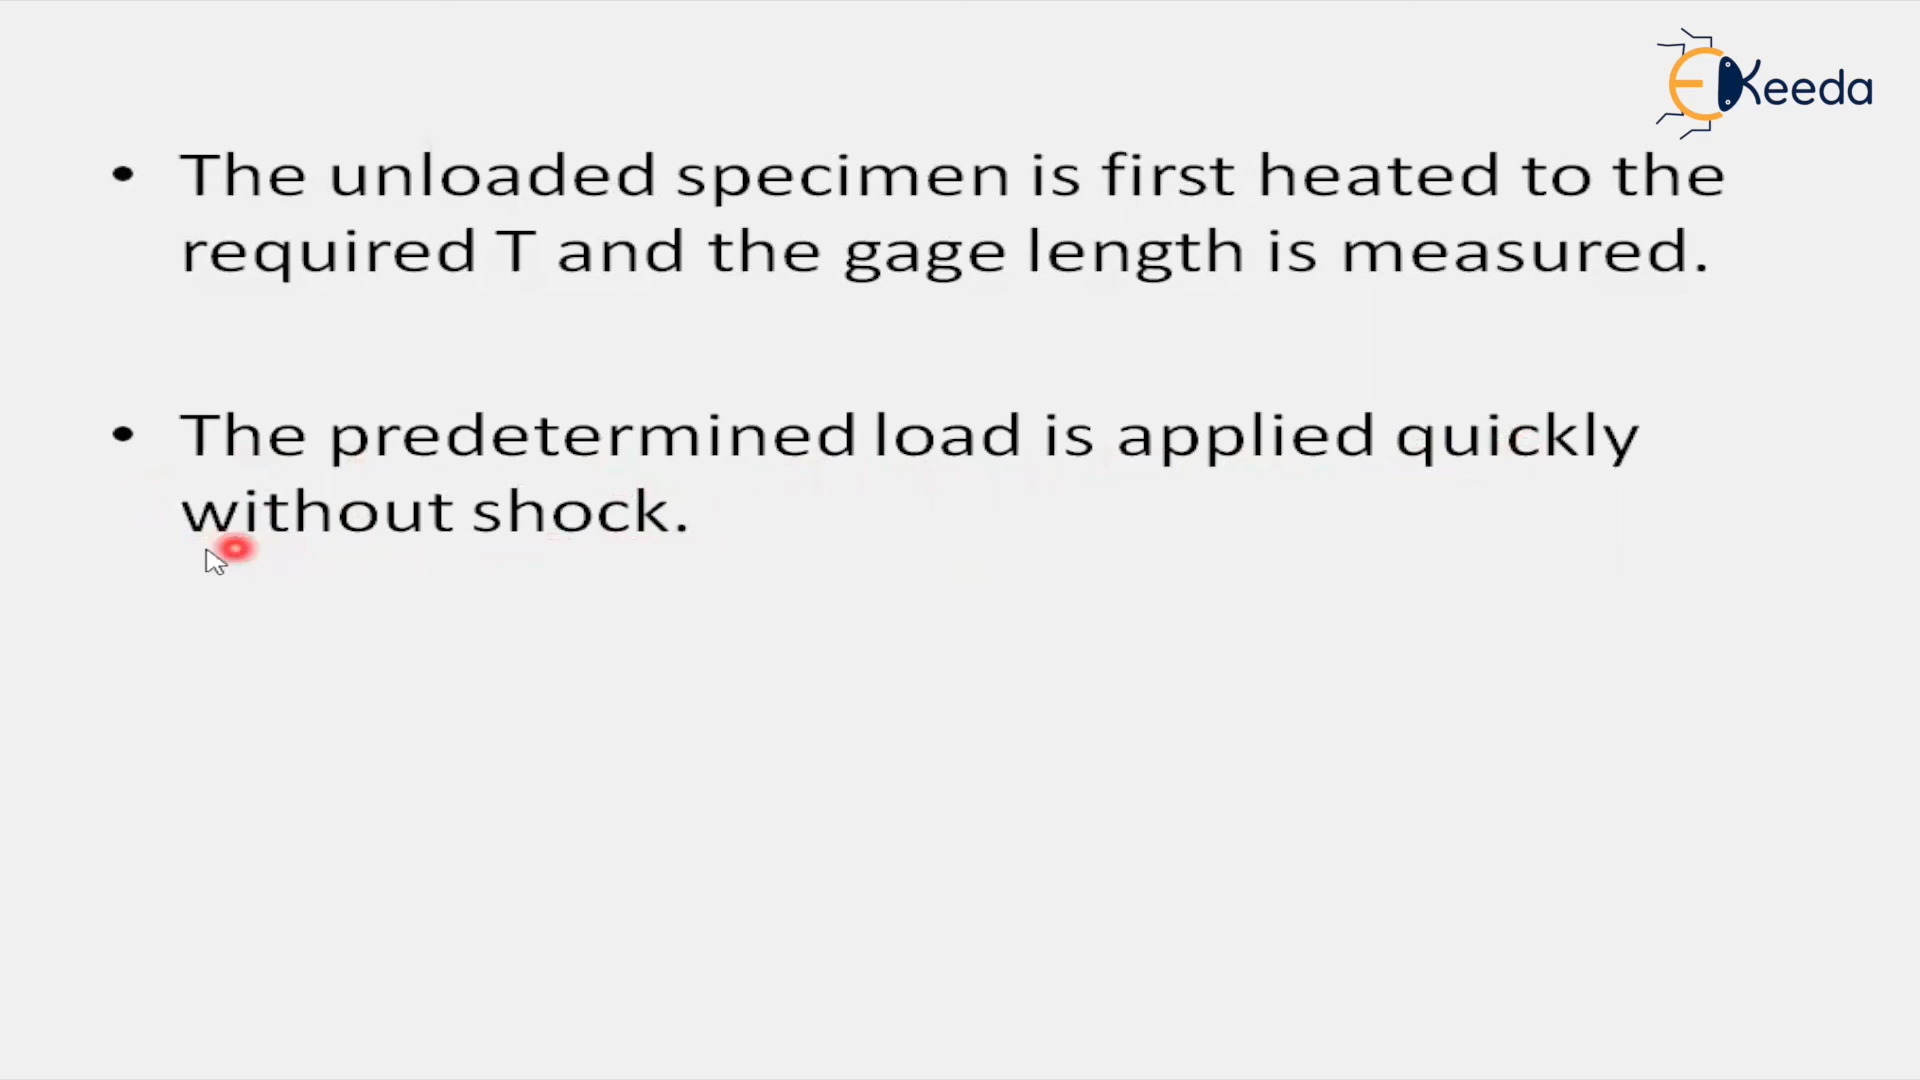 EKeeda
• The unloaded specimen is first heated to the
required T and the gage length is measured.
• The predetermined load is applied quickly
without shock.